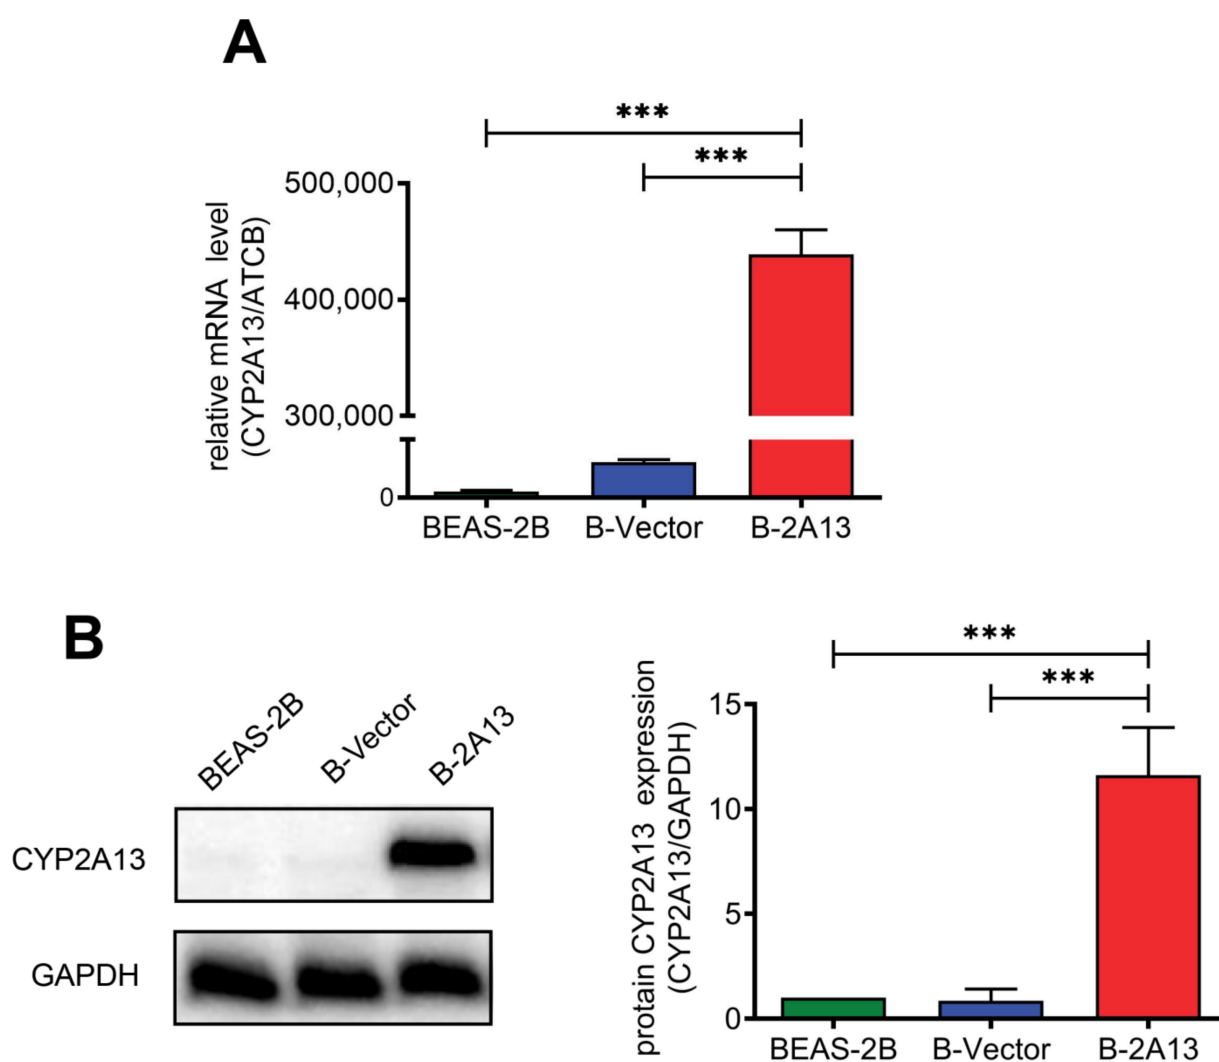 A
***
***
500,000
400,000
300,000
0
relative mRNA level
(CYP2A13/ATCB)
BEAS-2B B-Vector B-2A13
B
BEAS-2B B-Vector B-2A13
CYP2A13
GAPDH
***
***
15
10
5
0
protain CYP2A13 expression
(CYP2A13/GAPDH)
BEAS-2B B-Vector B-2A13